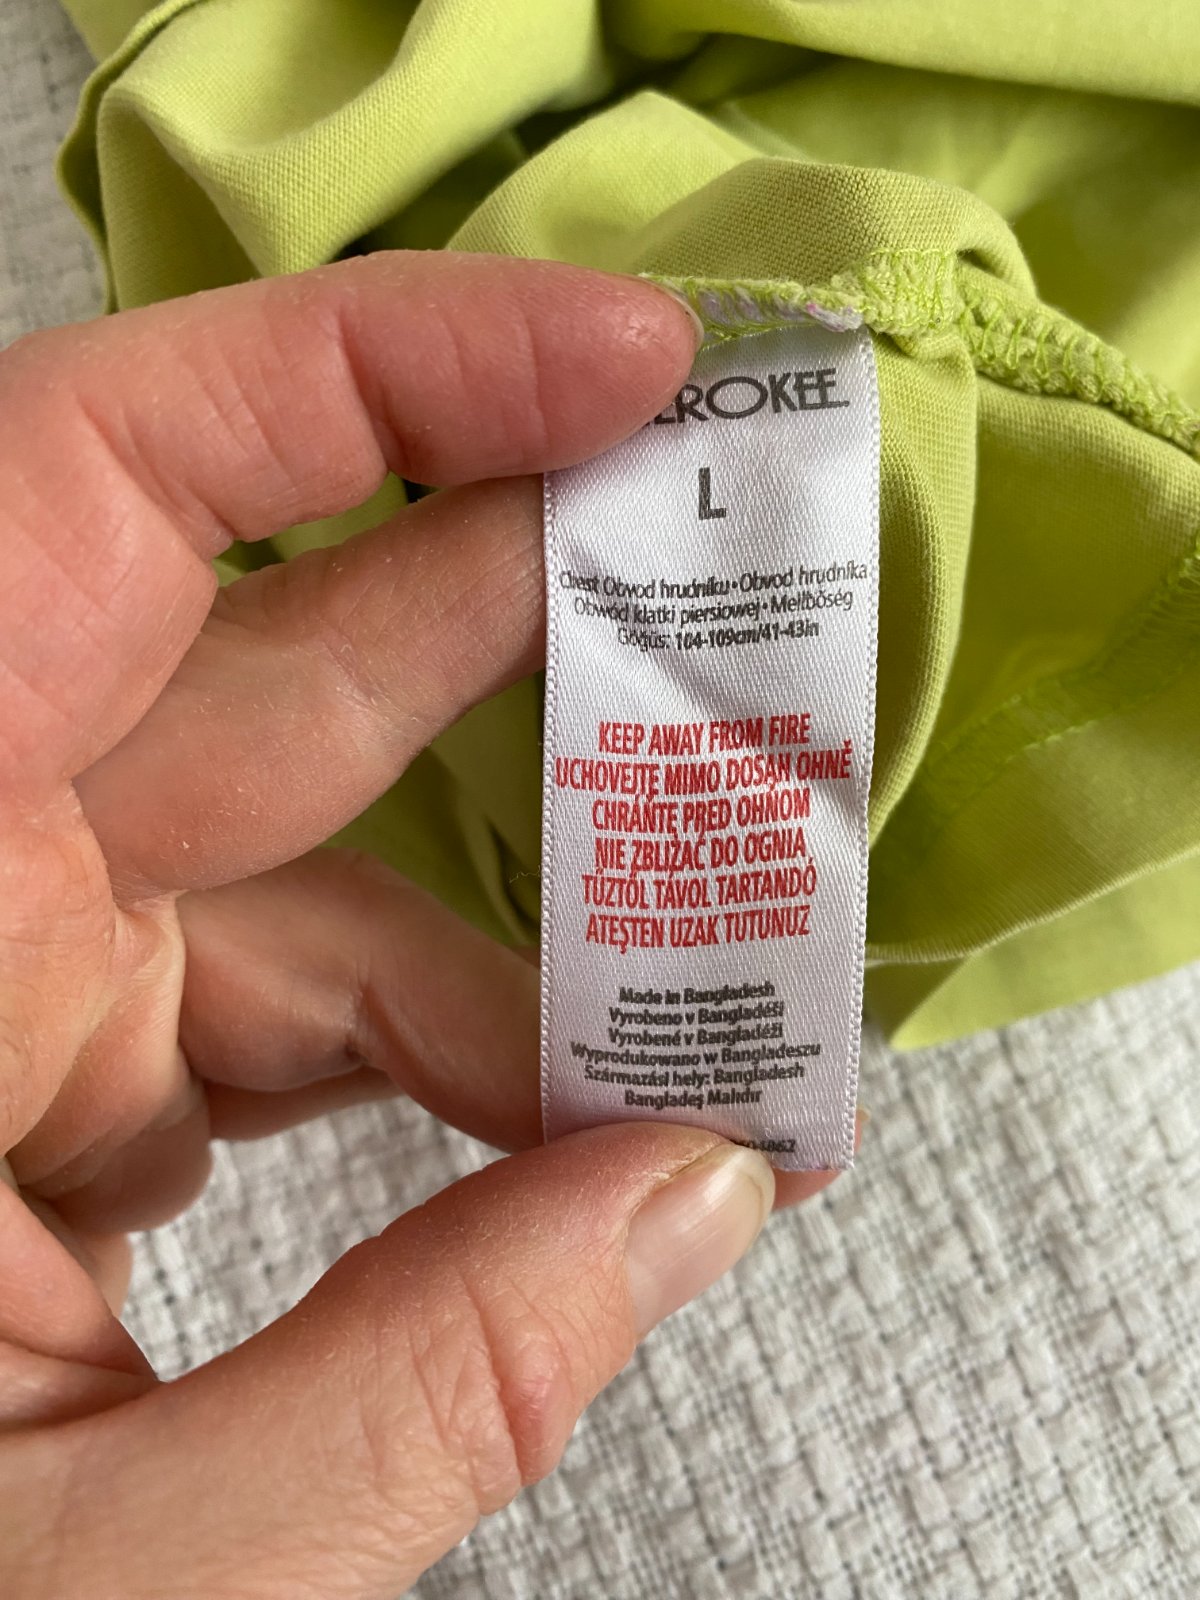 EROKEE
L
Chest Obvod hrudníku•Obvod hrudníka
Obwód klatki piersiowej•Mellbőség
Göğüs: 104-109cm/41-43in
KEEP AWAY FROM FIRE
UCHOVEJTE MIMO DOSAH OHNĚ
CHRÁŇTE PRED OHŇOM
NIE ZBLIŻAĆ DO OGNIA
TŰZTŐL TÁVOL TARTANDÓ
ATEŞTEN UZAK TUTUNUZ
Made in Bangladesh
Vyrobeno v Bangladéši
Vyrobené v Bangladéži
Wyprodukowano w Bangladeszu
Származási hely: Bangladesh
Bangladeş Malıdır